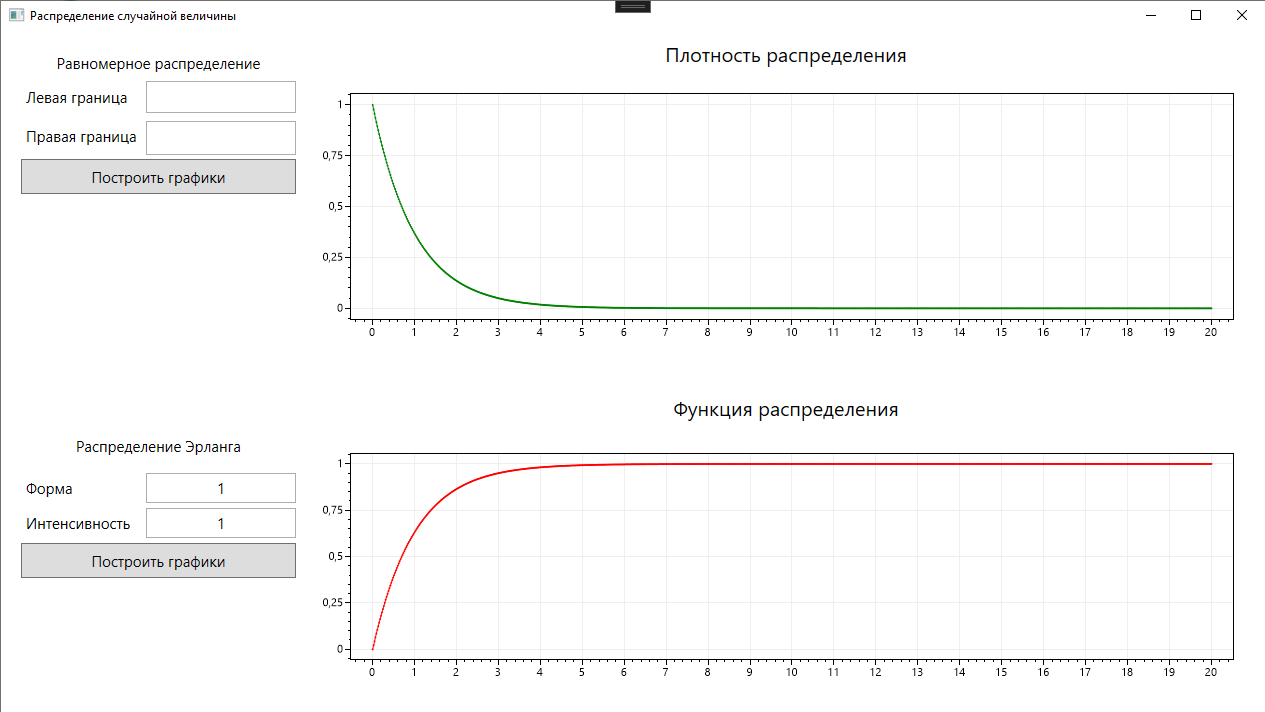 Распределение случайной величины
Равномерное распределение
Левая граница
Правая граница
Построить графики
Плотность распределения
1
0,75
0,5
0,25
0
0 1 2 3 4 5 6 7 8 9 10 11 12 13 14 15 16 17 18 19 20
Распределение Эрланга
Форма 1
Интенсивность 1
Построить графики
Функция распределения
1
0,75
0,5
0,25
0
0 1 2 3 4 5 6 7 8 9 10 11 12 13 14 15 16 17 18 19 20